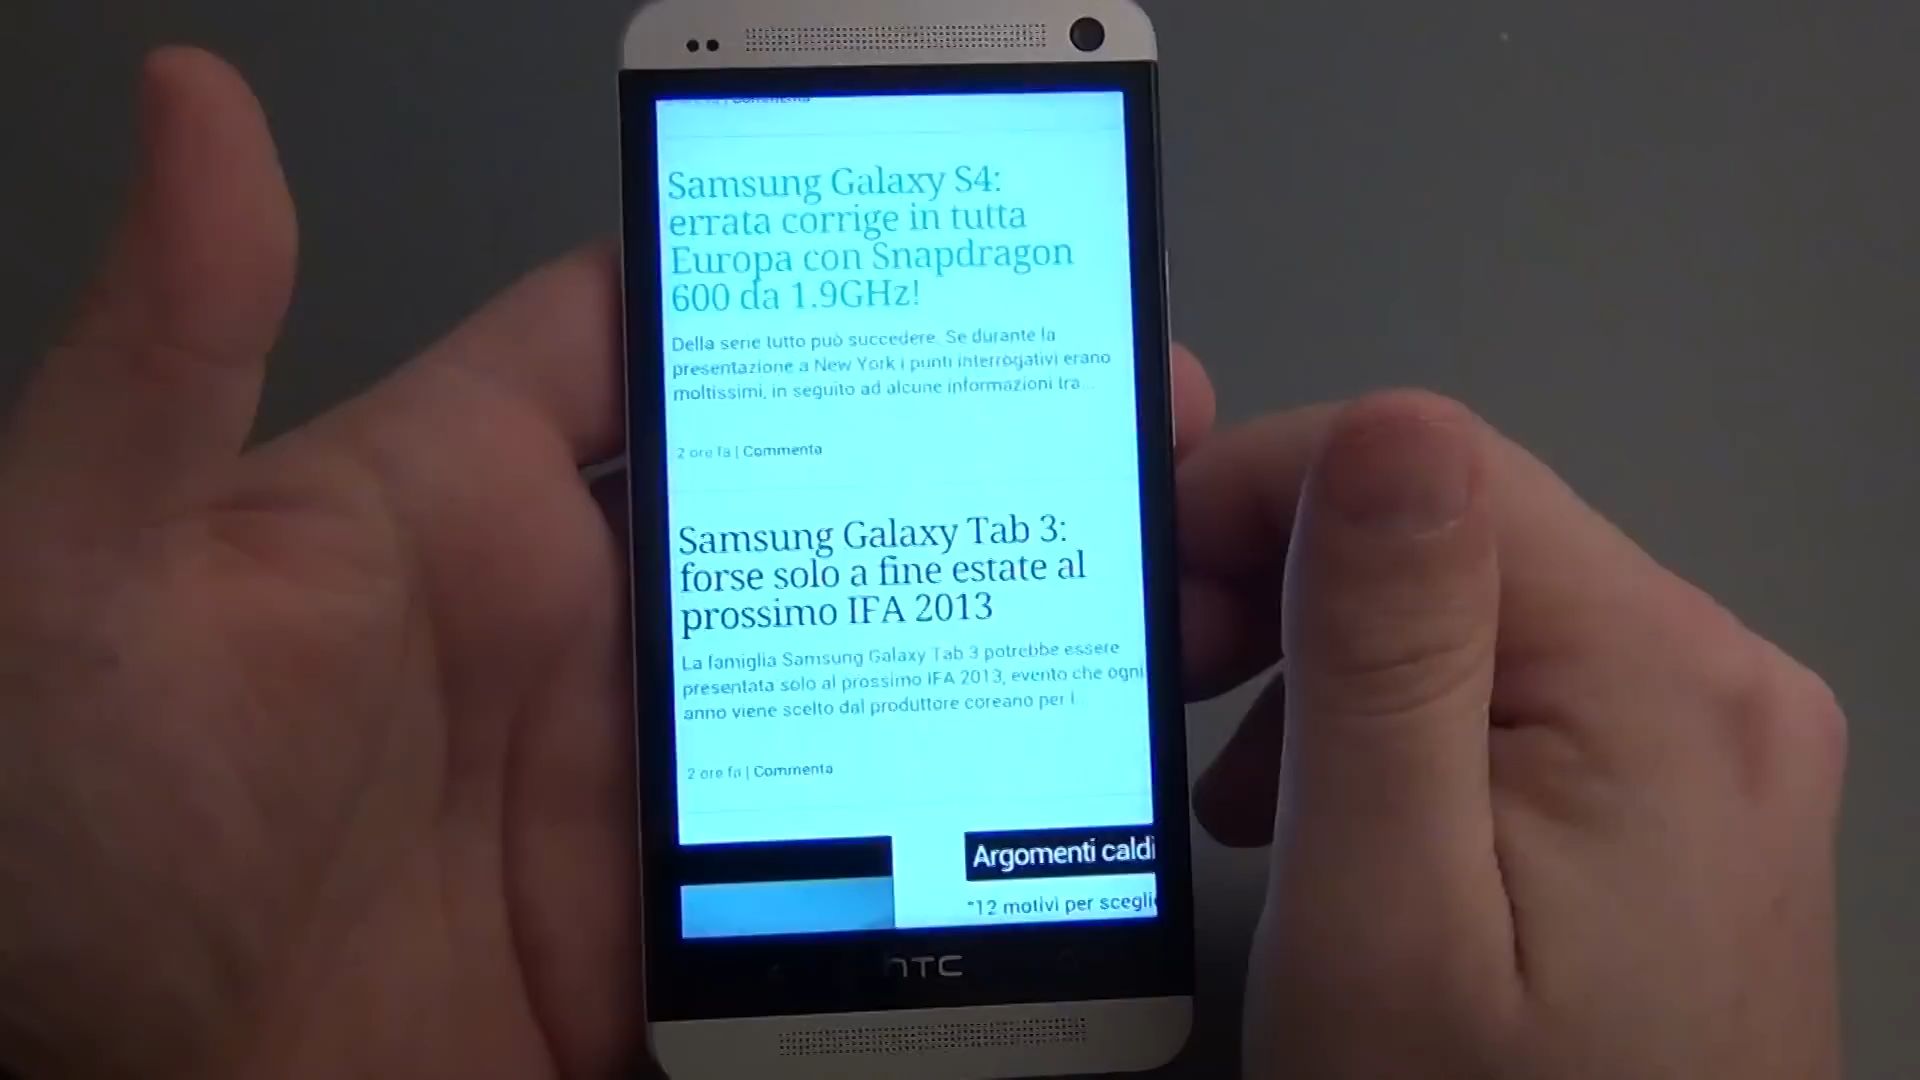 Commenta
Samsung Galaxy S4:
errata corrige in tutta
Europa con Snapdragon
600 da 1.9GHz!
Della serie tutto può succedere. Se durante la
presentazione a New York i punti interrogativi erano
moltissimi, in seguito ad alcune informazioni tra...
2 ore fa | Commenta
Samsung Galaxy Tab 3:
forse solo a fine estate al
prossimo IFA 2013
La famiglia Samsung Galaxy Tab 3 potrebbe essere
presentata solo al prossimo IFA 2013, evento che ogni
anno viene scelto dal produttore coreano per i
2 ore fa | Commenta
Argomenti caldi
"12 motivi per sceglie
hTC